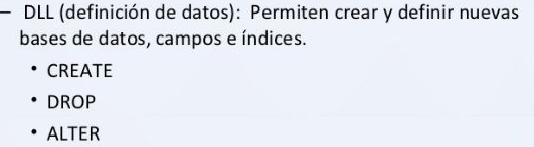 – DLL (definición de datos): Permiten crear y definir nuevas
bases de datos, campos e índices.
• CREATE
• DROP
• ALTER